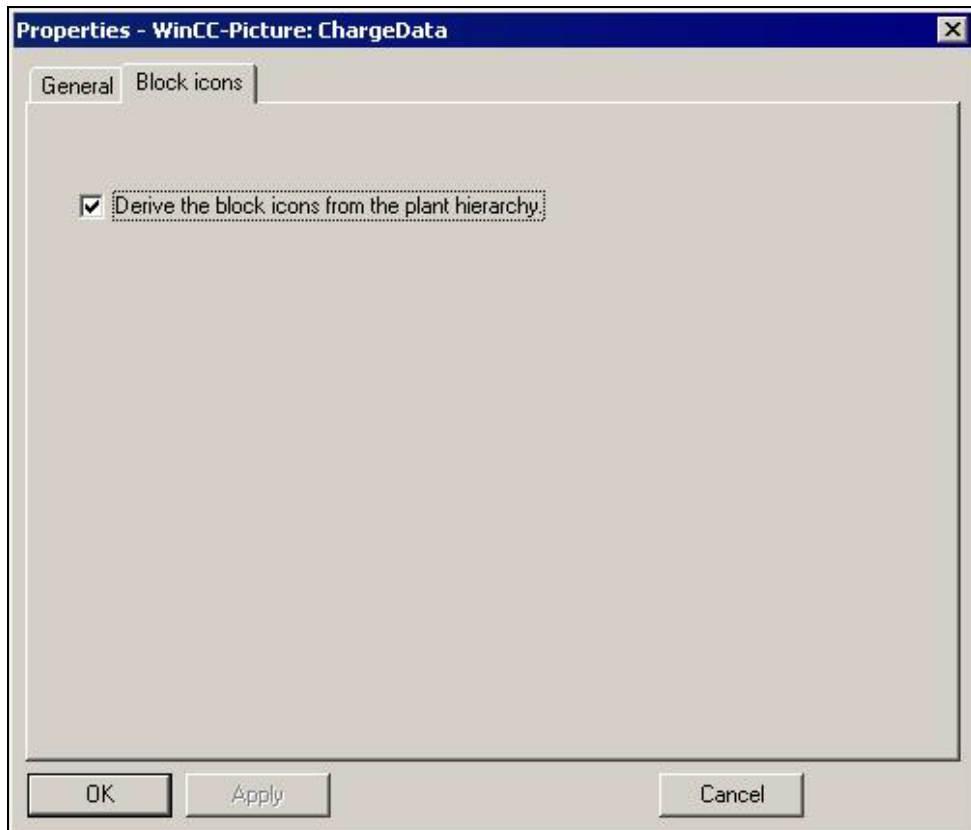 Properties - WinCC-Picture: ChargeData
General Block icons
Derive the block icons from the plant hierarchy.
OK Apply Cancel